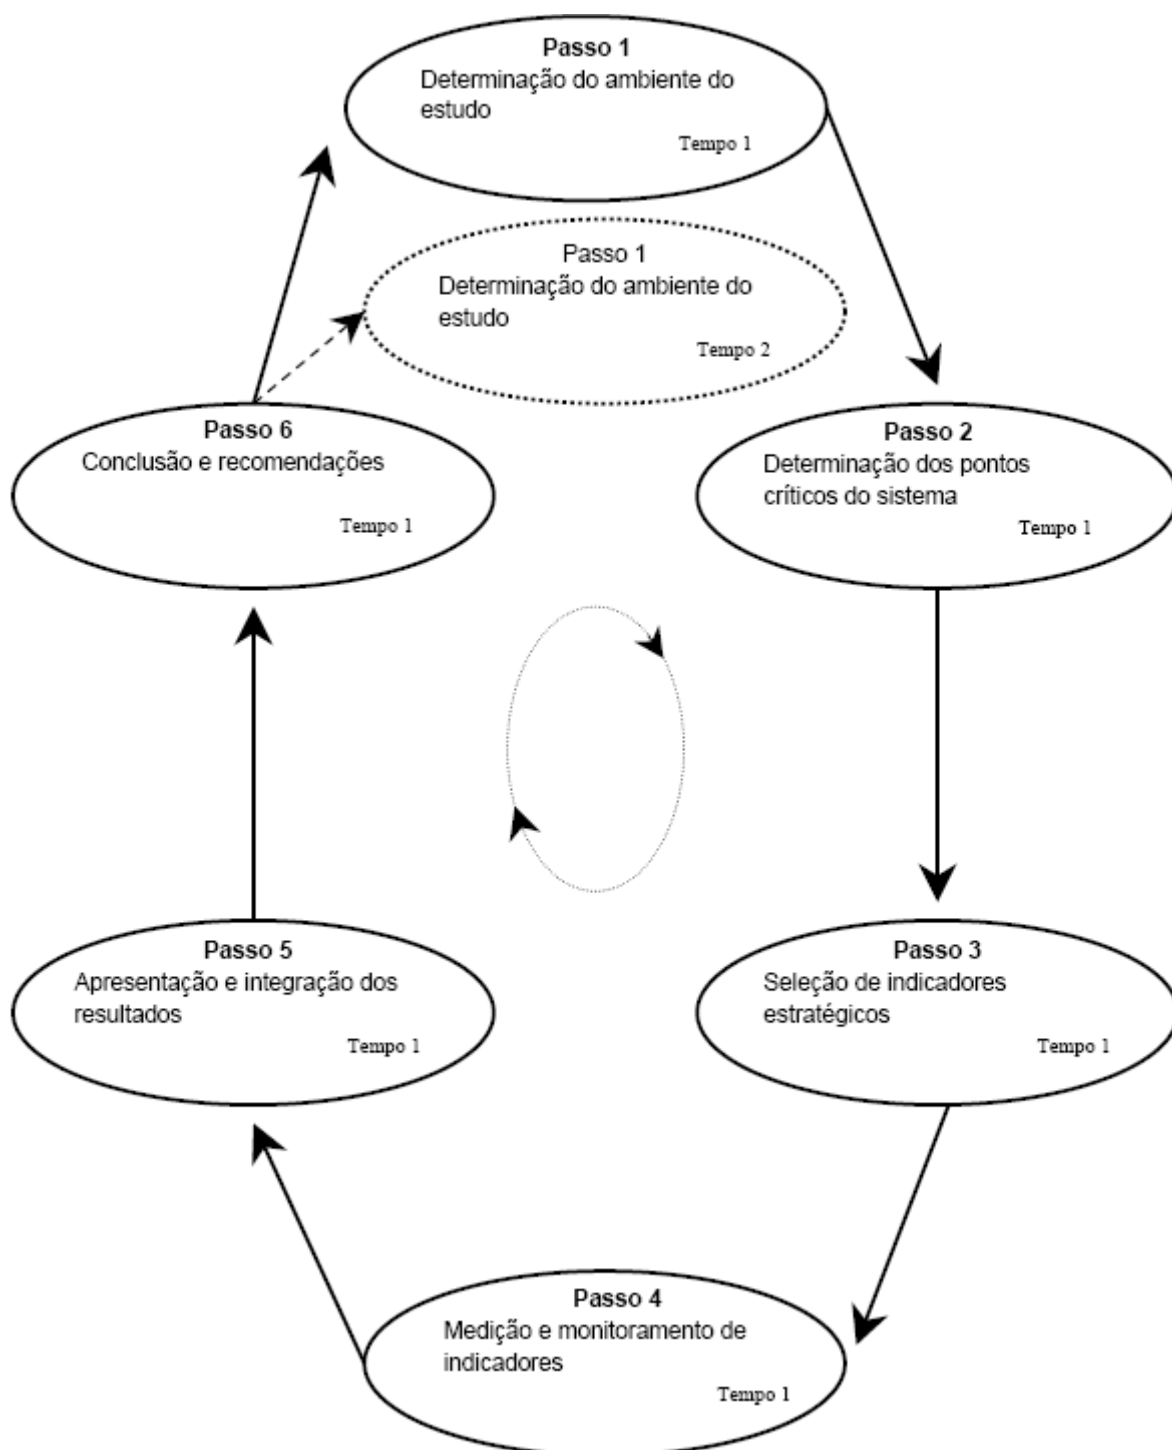 Passo 1
Determinação do ambiente do
estudo
Tempo 1
Passo 1
Determinação do ambiente do
estudo
Tempo 2
Passo 6
Conclusão e recomendações
Tempo 1
Passo 2
Determinação dos pontos
críticos do sistema
Tempo 1
Passo 5
Apresentação e integração dos
resultados
Tempo 1
Passo 3
Seleção de indicadores
estratégicos
Tempo 1
Passo 4
Medição e monitoramento de
indicadores
Tempo 1